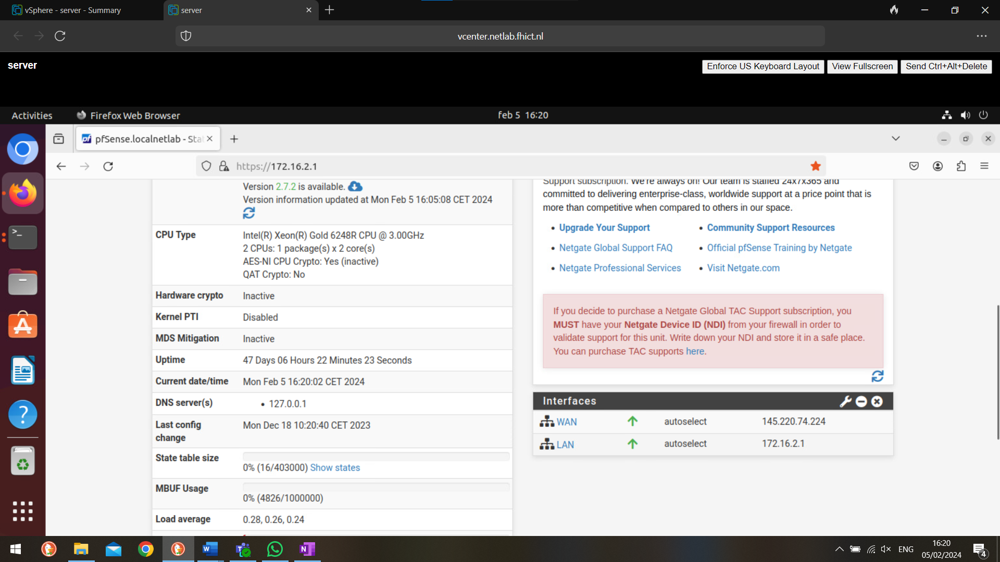 vSphere - server - Summary
server
vcenter.netlab.fhict.nl
server
Enforce US Keyboard Layout
View Fullscreen
Send Ctrl+Alt+Delete
Activities
Firefox Web Browser
feb 5 16:20
pfSense.localnetlab - Sta
https://172.16.2.1
Version 2.7.2 is available.
Version information updated at Mon Feb 5 16:05:08 CET 2024
CPU Type
Intel(R) Xeon(R) Gold 6248R CPU @ 3.00GHz
2 CPUs: 1 package(s) x 2 core(s)
AES-NI CPU Crypto: Yes (inactive)
QAT Crypto: No
Hardware crypto
Inactive
Kernel PTI
Disabled
MDS Mitigation
Inactive
Uptime
47 Days 06 Hours 22 Minutes 23 Seconds
Current date/time
Mon Feb 5 16:20:02 CET 2024
DNS server(s)
• 127.0.0.1
Last config
change
Mon Dec 18 10:20:40 CET 2023
State table size
0% (16/403000) Show states
MBUF Usage
0% (4826/1000000)
Load average
0.28, 0.26, 0.24
Support subscription. We're always on! Our team is staffed 24x7x365 and
committed to delivering enterprise-class, worldwide support at a price point that is
more than competitive when compared to others in our space.
• Upgrade Your Support
• Community Support Resources
• Netgate Global Support FAQ
• Official pfSense Training by Netgate
• Netgate Professional Services
• Visit Netgate.com
If you decide to purchase a Netgate Global TAC Support subscription, you
MUST have your Netgate Device ID (NDI) from your firewall in order to
validate support for this unit. Write down your NDI and store it in a safe place.
You can purchase TAC supports here.
Interfaces
WAN
autoselect
145.220.74.224
LAN
autoselect
172.16.2.1
ENG
16:20
05/02/2024
4